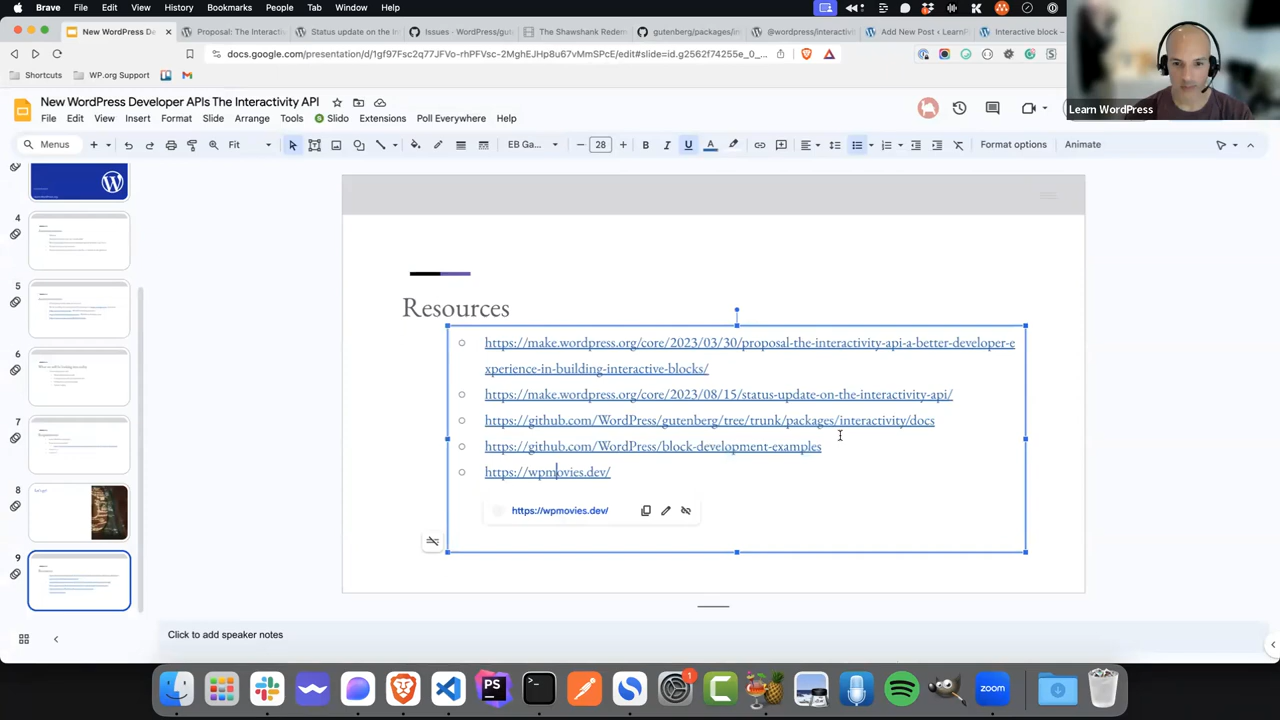 Brave File Edit View History Bookmarks People Tab Window Help
New WordPress De
Proposal: The Interacti
Status update on the In
Issues · WordPress/gut
The Shawshank Redem
gutenberg/packages/in
@wordpress/interactivi
Add New Post ‹ LearnP
Interactive block –
docs.google.com/presentation/d/1gf97Fsc2q77JFVo-rhPFVsc-2MghEJHp8u67vMmSPcE/edit#slide=id.g2562f74255e_0_...
Shortcuts WP.org Support
Learn WordPress
New WordPress Developer APIs The Interactivity API
File Edit View Insert Format Slide Arrange Tools Slido Extensions Poll Everywhere Help
Menus Fit EB Ga... 28 B I U A Format options Animate
4
5
6
7
8
9
Resources
https://make.wordpress.org/core/2023/03/30/proposal-the-interactivity-api-a-better-developer-e
xperience-in-building-interactive-blocks/
https://make.wordpress.org/core/2023/08/15/status-update-on-the-interactivity-api/
https://github.com/WordPress/gutenberg/tree/trunk/packages/interactivity/docs
https://github.com/WordPress/block-development-examples
https://wpmovies.dev/
https://wpmovies.dev/
Click to add speaker notes
PS
1
zoom